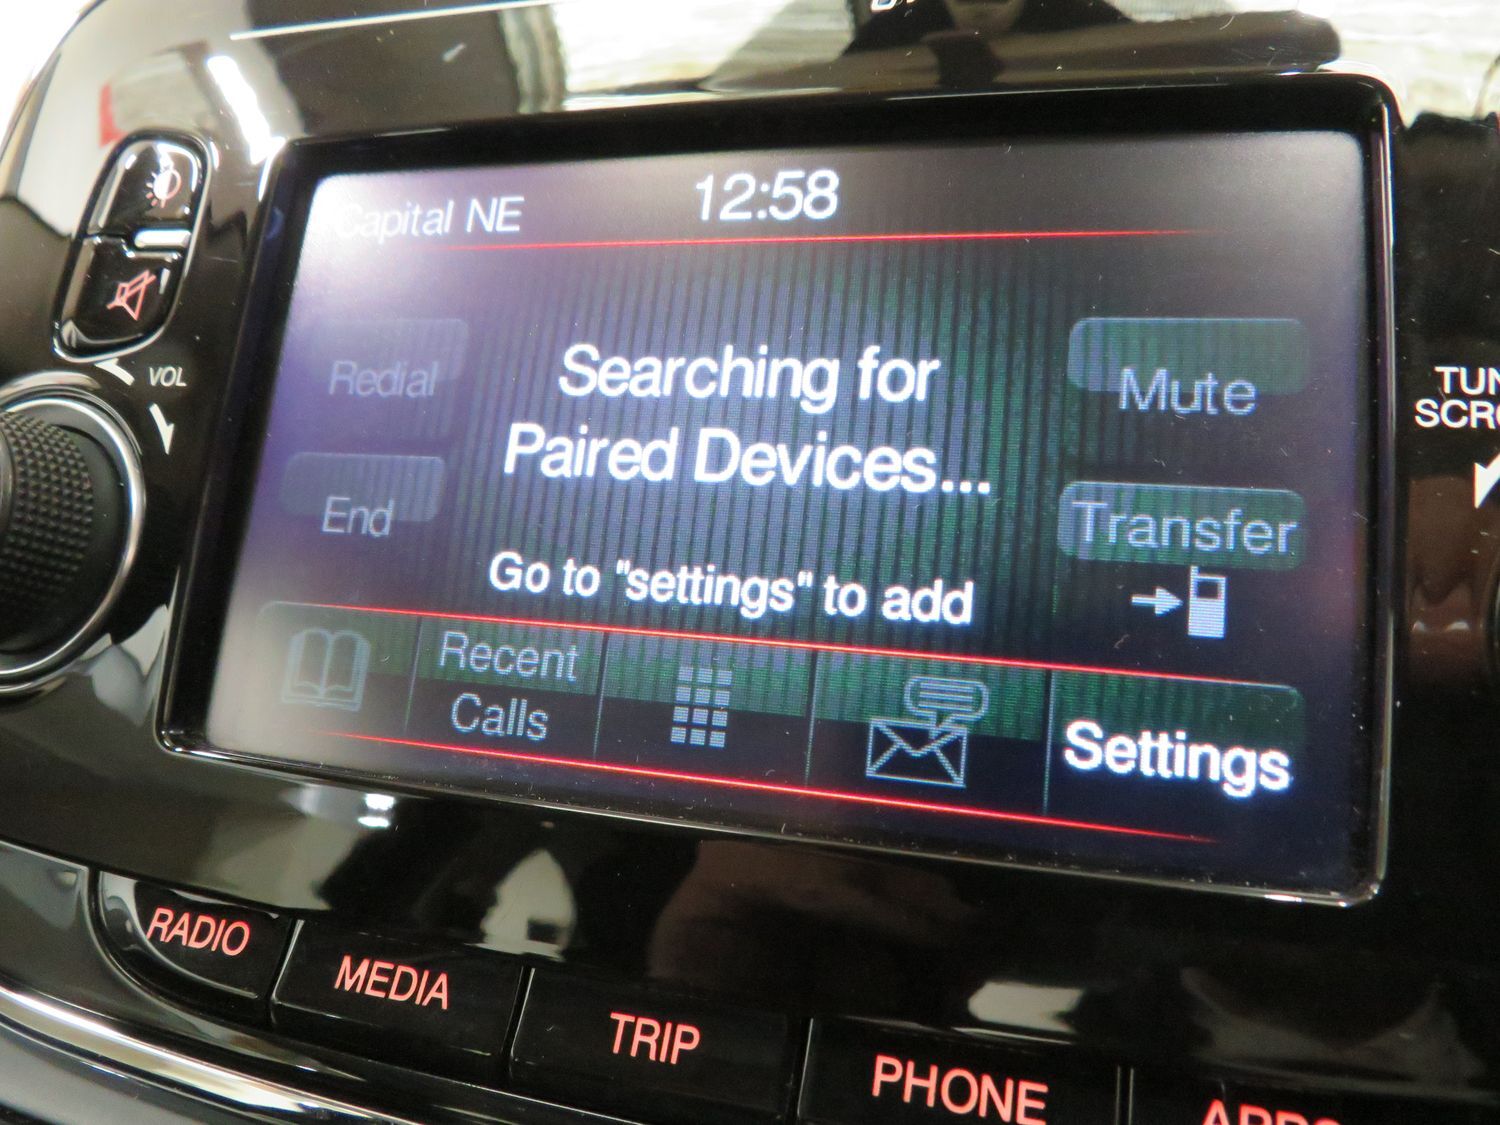 Capital NE
12:58
Redial
Searching for
Paired Devices...
Mute
End
Transfer
Go to "settings" to add
Recent
Calls
Settings
VOL
RADIO
MEDIA
TRIP
PHONE